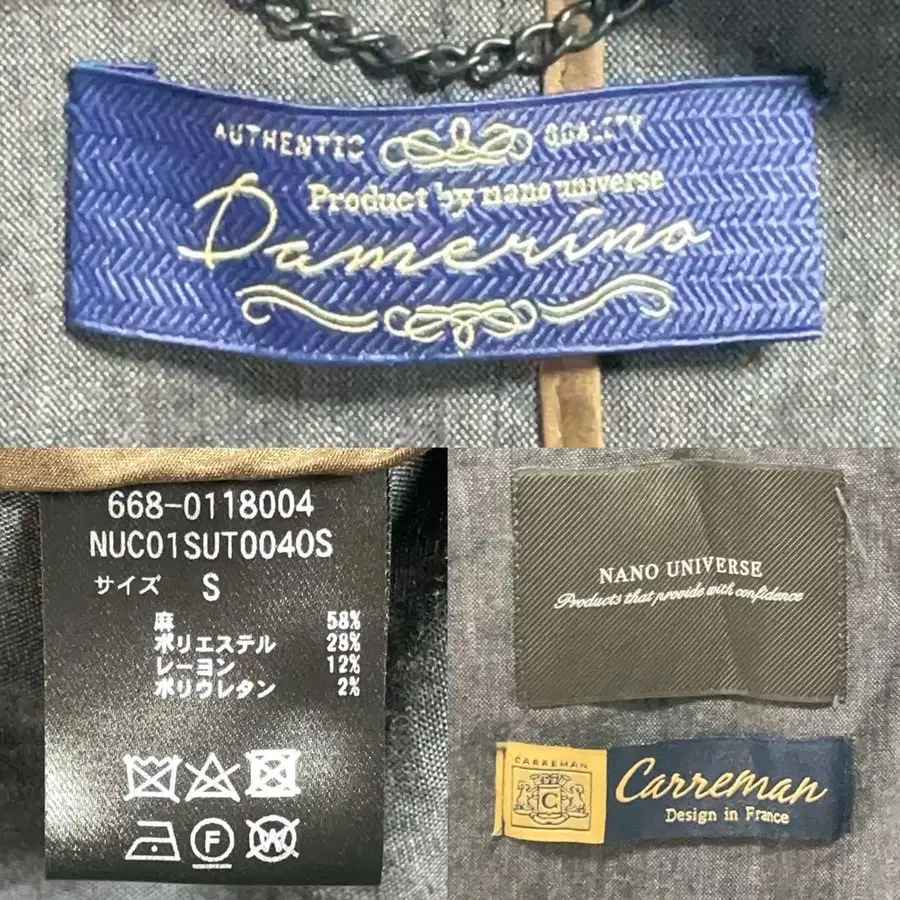 AUTHENTIC QUALITY
Product by nano universe
Damerino
668-0118004
NUC01SUT0040S
サイズ S
麻 58%
ポリエステル 28%
レーヨン 12%
ポリウレタン 2%
F
W
NANO UNIVERSE
Products that provide with confidence
CARREMAN
C
Carreman
Design in France